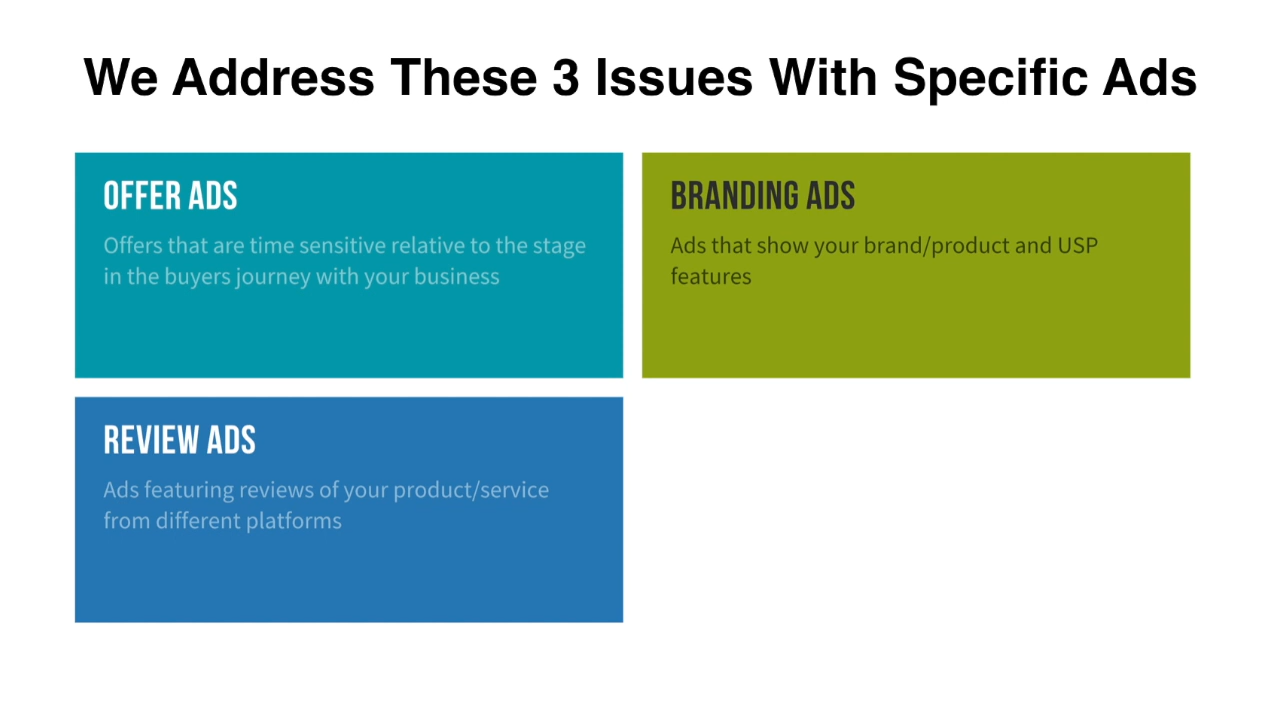 We Address These 3 Issues With Specific Ads
OFFER ADS
Offers that are time sensitive relative to the stage
in the buyers journey with your business
BRANDING ADS
Ads that show your brand/product and USP
features
REVIEW ADS
Ads featuring reviews of your product/service
from different platforms